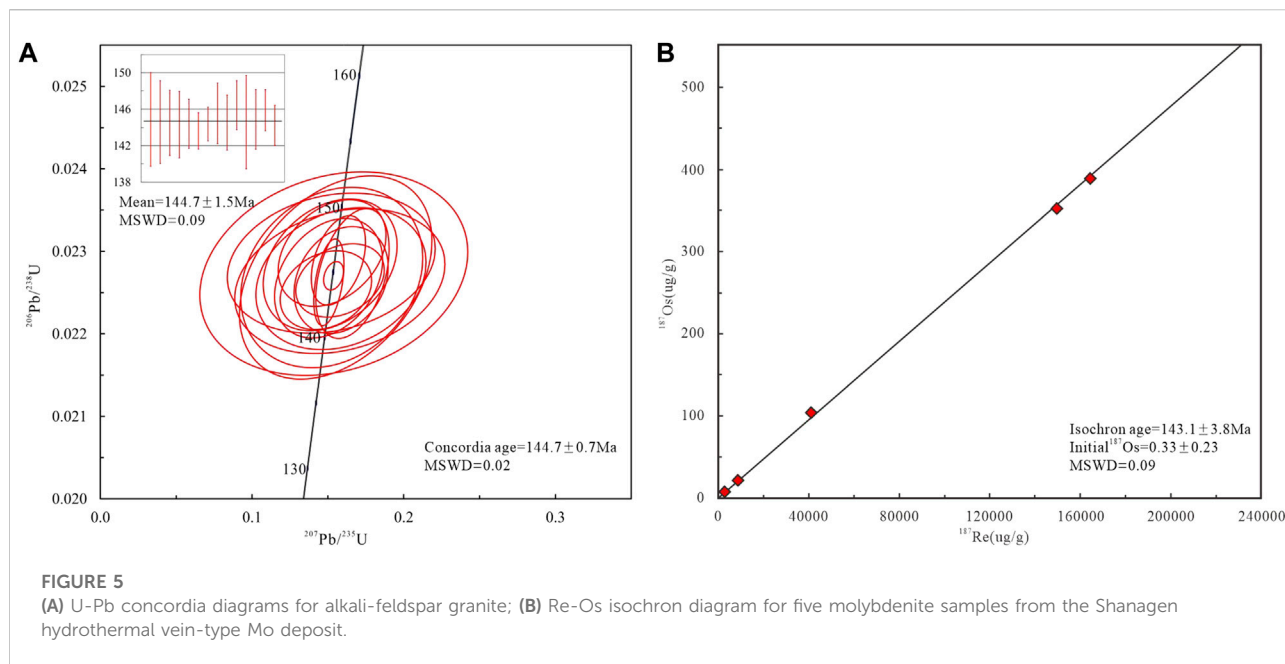 A
B
150
146
142
138
Mean=144.7±1.5Ma
MSWD=0.09
160
150
140
130
0.025
0.024
0.023
0.022
0.021
0.020
²⁰⁶Pb/²³⁸U
0.0
0.1
0.2
0.3
²⁰⁷Pb/²³⁵U
Concordia age=144.7±0.7Ma
MSWD=0.02
500
400
300
200
100
0
¹⁸⁷Os(ug/g)
0
40000
80000
120000
160000
200000
240000
¹⁸⁷Re(ug/g)
Isochron age=143.1±3.8Ma
Initial¹⁸⁷Os=0.33±0.23
MSWD=0.09
FIGURE 5
(A) U-Pb concordia diagrams for alkali-feldspar granite; (B) Re-Os isochron diagram for five molybdenite samples from the Shanagen
hydrothermal vein-type Mo deposit.